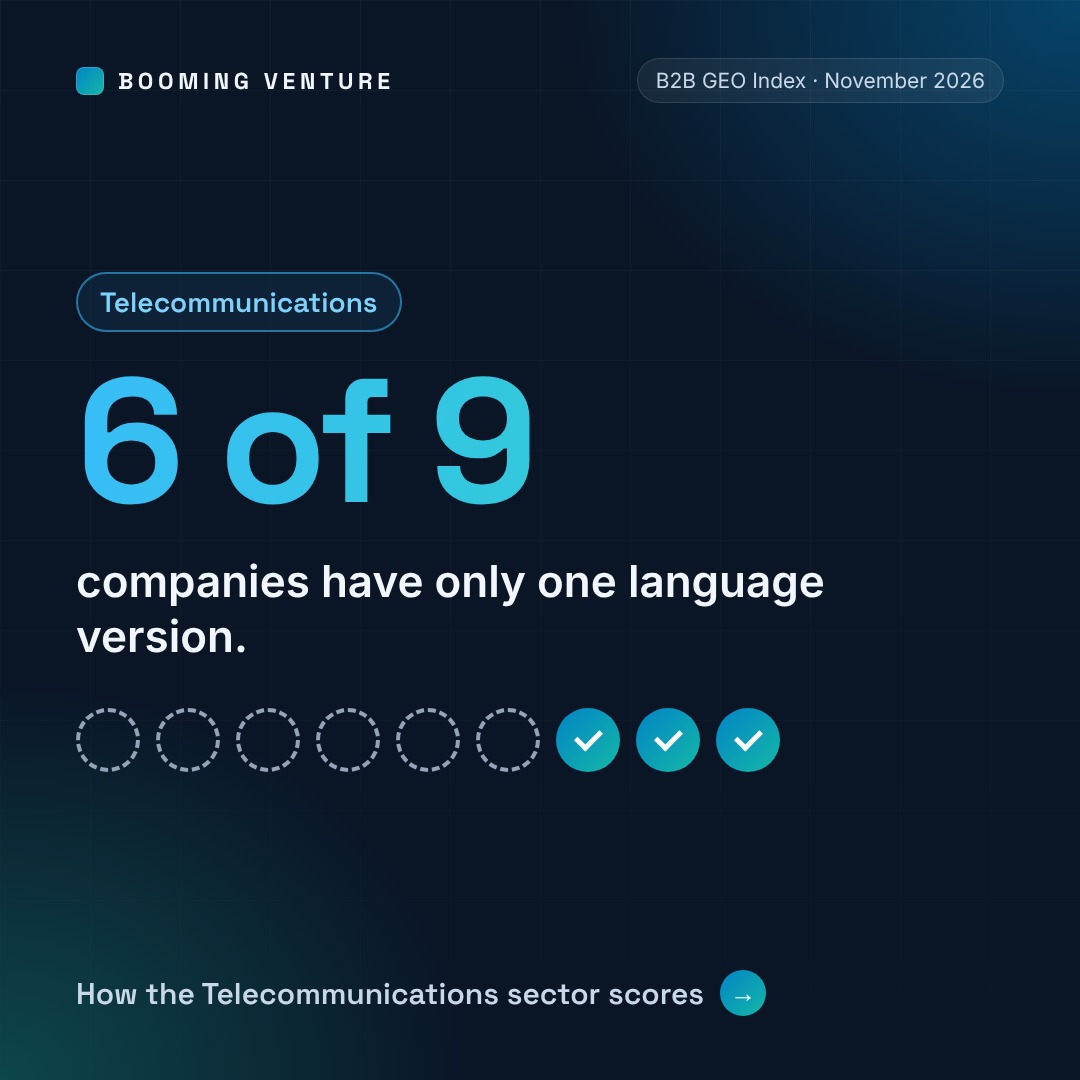 BOOMING VENTURE
B2B GEO Index · November 2026
Telecommunications
6 of 9
companies have only one language
version.
How the Telecommunications sector scores →